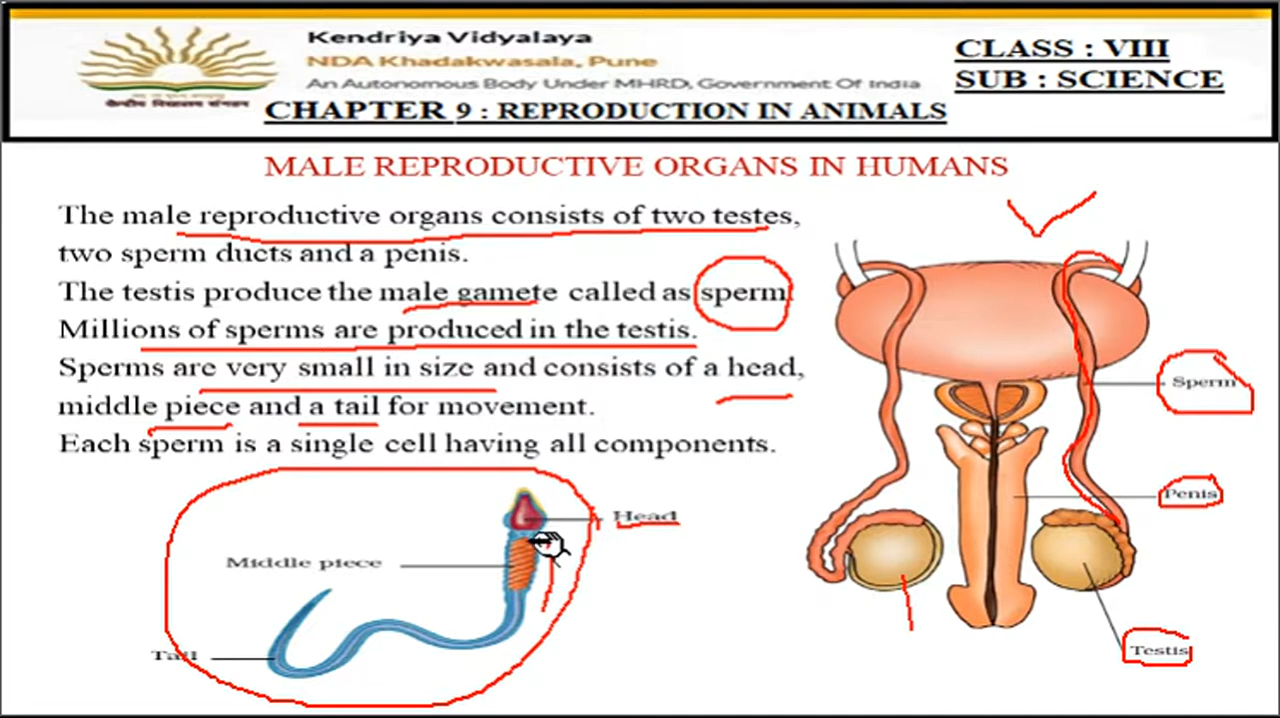 Kendriya Vidyalaya
NDA Khadakwasala, Pune
An Autonomous Body Under MHRD, Government Of India
केन्द्रीय विद्यालय संगठन
CLASS : VIII
SUB : SCIENCE
CHAPTER 9 : REPRODUCTION IN ANIMALS
MALE REPRODUCTIVE ORGANS IN HUMANS
The male reproductive organs consists of two testes,
two sperm ducts and a penis.
The testis produce the male gamete called as sperm.
Millions of sperms are produced in the testis.
Sperms are very small in size and consists of a head,
middle piece and a tail for movement.
Each sperm is a single cell having all components.
Head
Middle piece
Tail
Sperm
Penis
Testis